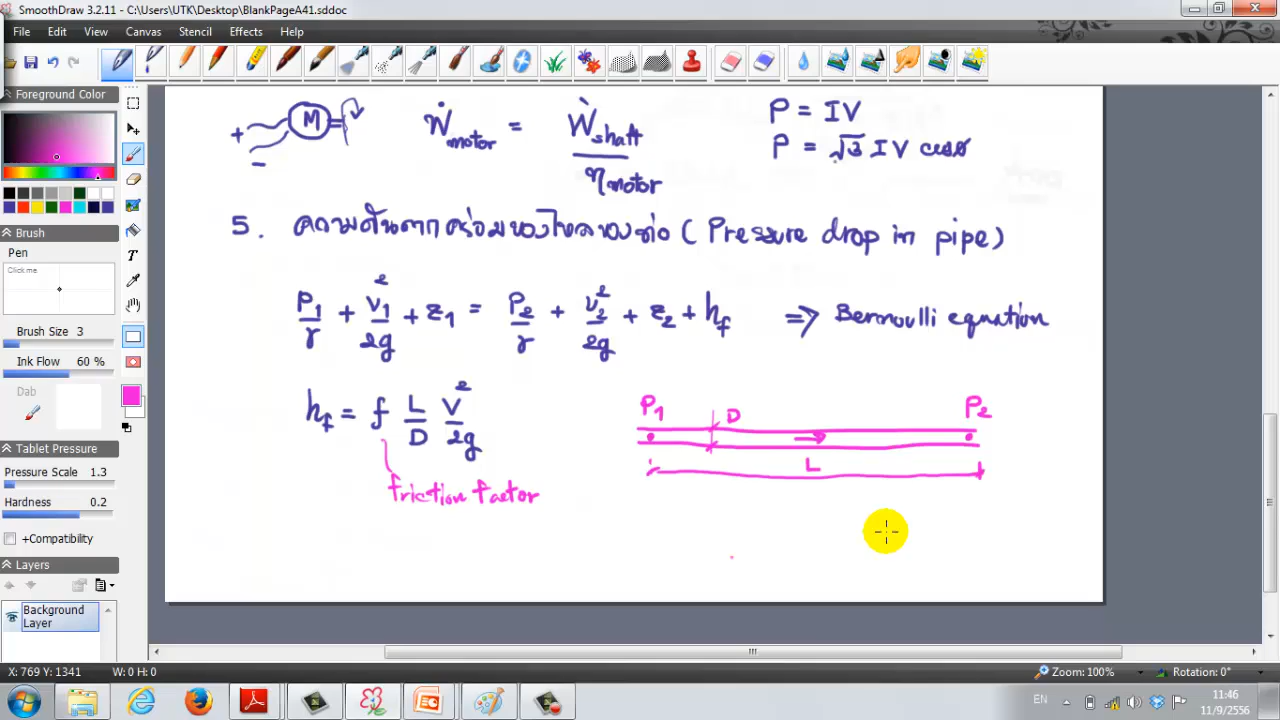 SmoothDraw 3.2.11 - C:\Users\UTK\Desktop\BlankPageA41.sddoc
File Edit View Canvas Stencil Effects Help
Foreground Color
Brush
Pen
Click me
Brush Size 3
Ink Flow 60 %
Dab
Tablet Pressure
Pressure Scale 1.3
Hardness 0.2
+Compatibility
Layers
Background Layer
+ M −
Ẇmotor = Ẇshaft / ηmotor
P = IV
P = √3 IV cosθ
5. ความดันตกคร่อมของไหลของท่อ (Pressure drop in pipe)
P1/γ + V1²/2g + z1 = P2/γ + V2²/2g + z2 + hf ⇒ Bernoulli equation
hf = f L/D V²/2g
friction factor
P1 D P2
L
X: 769 Y: 1341 W: 0 H: 0 Zoom: 100% Rotation: 0°
EN 11:46
11/9/2556